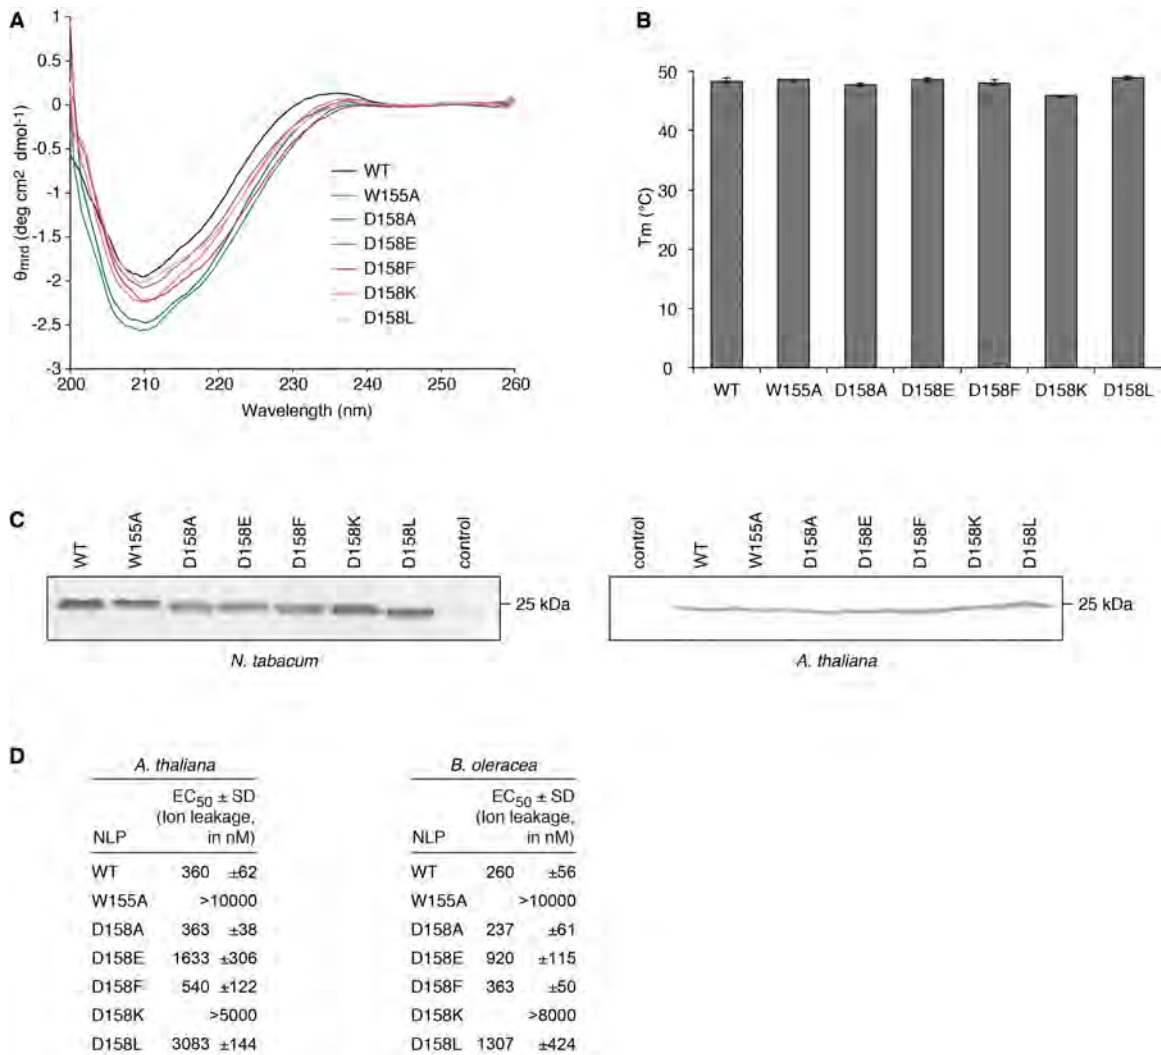 A
1
0.5
0
-0.5
-1
-1.5
-2
-2.5
-3
θmrd (deg cm2 dmol-1)
200 210 220 230 240 250 260
Wavelength (nm)
WT
W155A
D158A
D158E
D158F
D158K
D158L
B
50
40
30
20
10
0
Tm (°C)
WT W155A D158A D158E D158F D158K D158L
C
WT W155A D158A D158E D158F D158K D158L control
25 kDa
N. tabacum
control WT W155A D158A D158E D158F D158K D158L
25 kDa
A. thaliana
D
A. thaliana
EC50 ± SD
(Ion leakage,
NLP in nM)
WT 360 ±62
W155A >10000
D158A 363 ±38
D158E 1633 ±306
D158F 540 ±122
D158K >5000
D158L 3083 ±144
B. oleracea
EC50 ± SD
(Ion leakage,
NLP in nM)
WT 260 ±56
W155A >10000
D158A 237 ±61
D158E 920 ±115
D158F 363 ±50
D158K >8000
D158L 1307 ±424